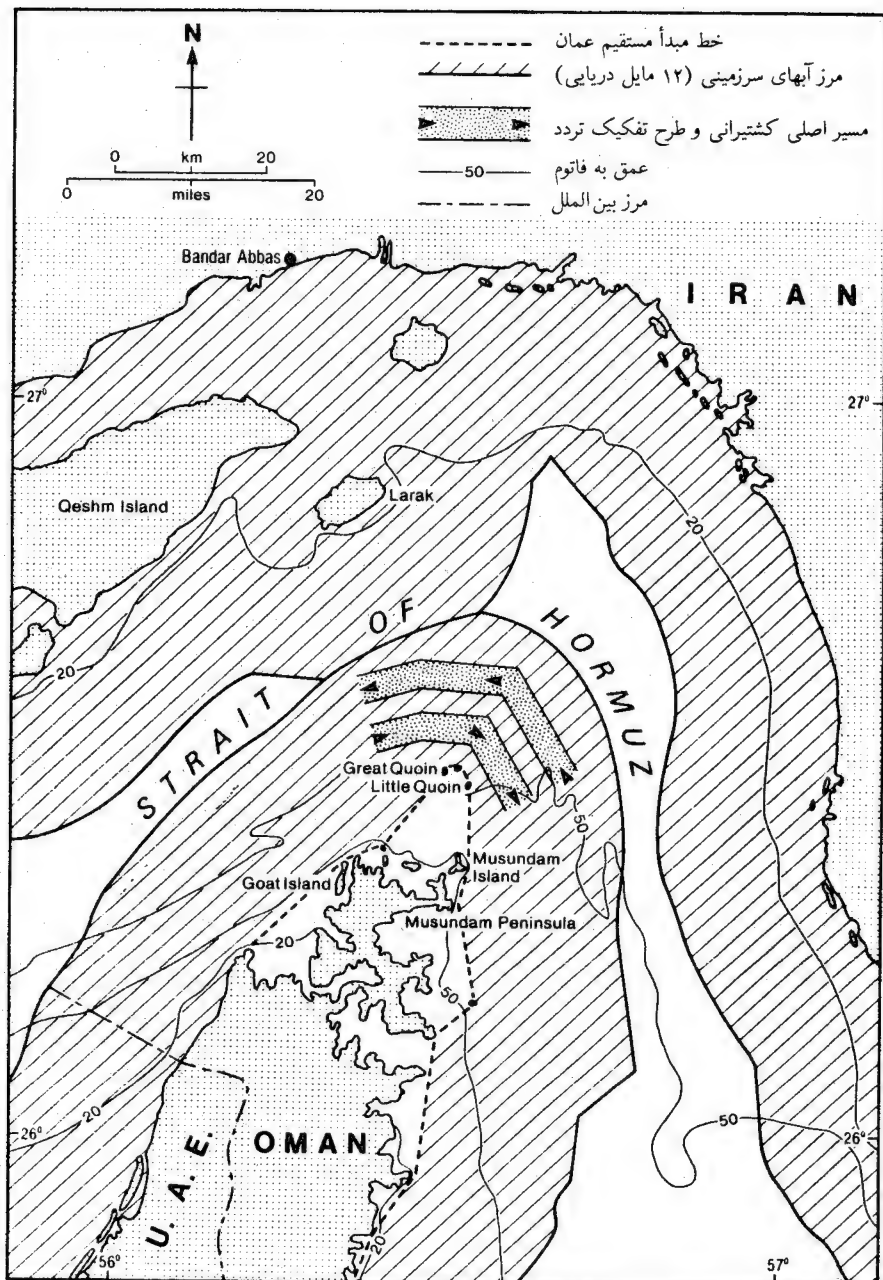 N
خط مبدأ مستقیم عمان
مرز آبهای سرزمینی (۱۲ مایل دریایی)
مسیر اصلی کشتیرانی و طرح تفکیک تردد
50 عمق به فاتوم
مرز بین الملل
0 km 20
0 miles 20
Bandar Abbas
IRAN
27° 27°
Qeshm Island
Larak
20
20
STRAIT OF HORMUZ
Great Quoin
Little Quoin
50
Musundam
Island
Goat Island
Musundam Peninsula
20
50
20
50
26° 26°
OMAN
U.A.E.
20
56° 57°